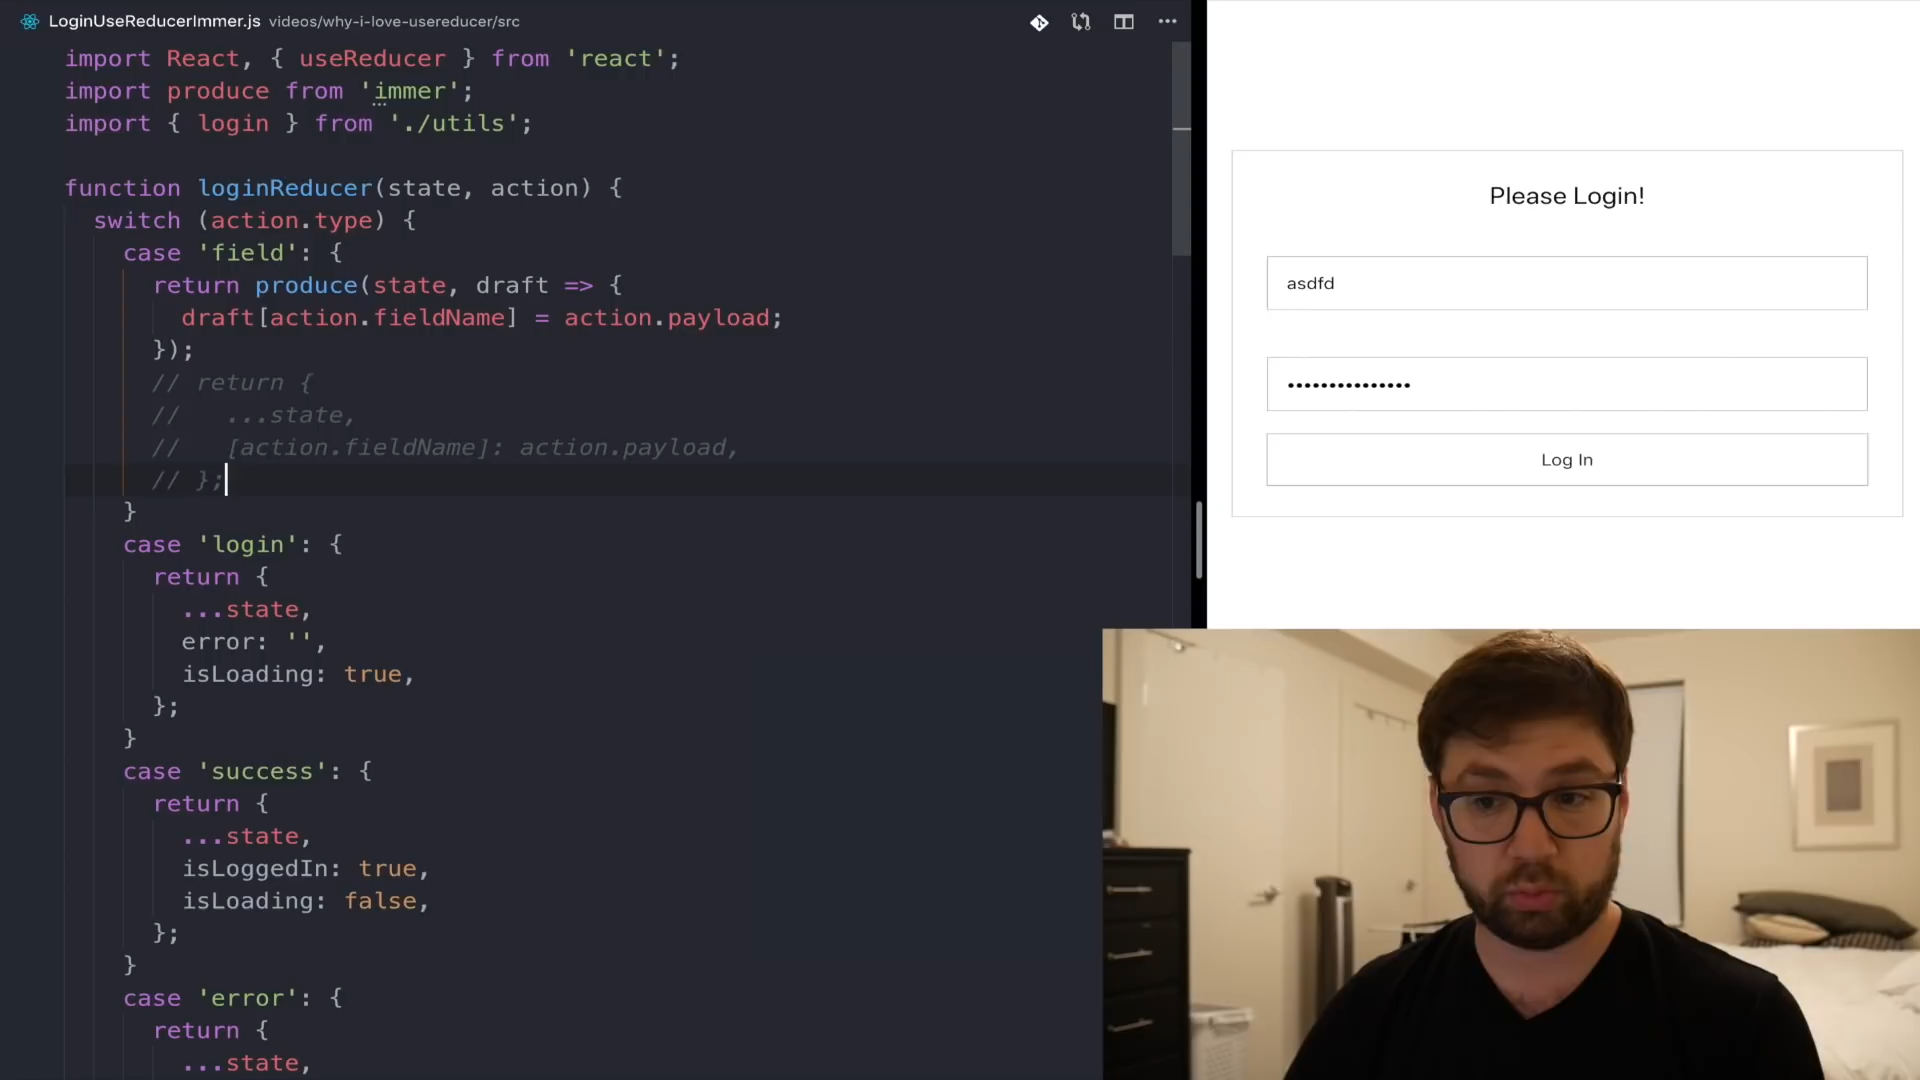 LoginUseReducerImmer.js videos/why-i-love-usereducer/src
import React, { useReducer } from 'react';
import produce from 'immer';
import { login } from './utils';
function loginReducer(state, action) {
switch (action.type) {
case 'field': {
return produce(state, draft => {
draft[action.fieldName] = action.payload;
});
// return {
// ...state,
// [action.fieldName]: action.payload,
// };
}
case 'login': {
return {
...state,
error: '',
isLoading: true,
};
}
case 'success': {
return {
...state,
isLoggedIn: true,
isLoading: false,
};
}
case 'error': {
return {
...state,
Please Login!
asdfd
•••••••••••••••
Log In